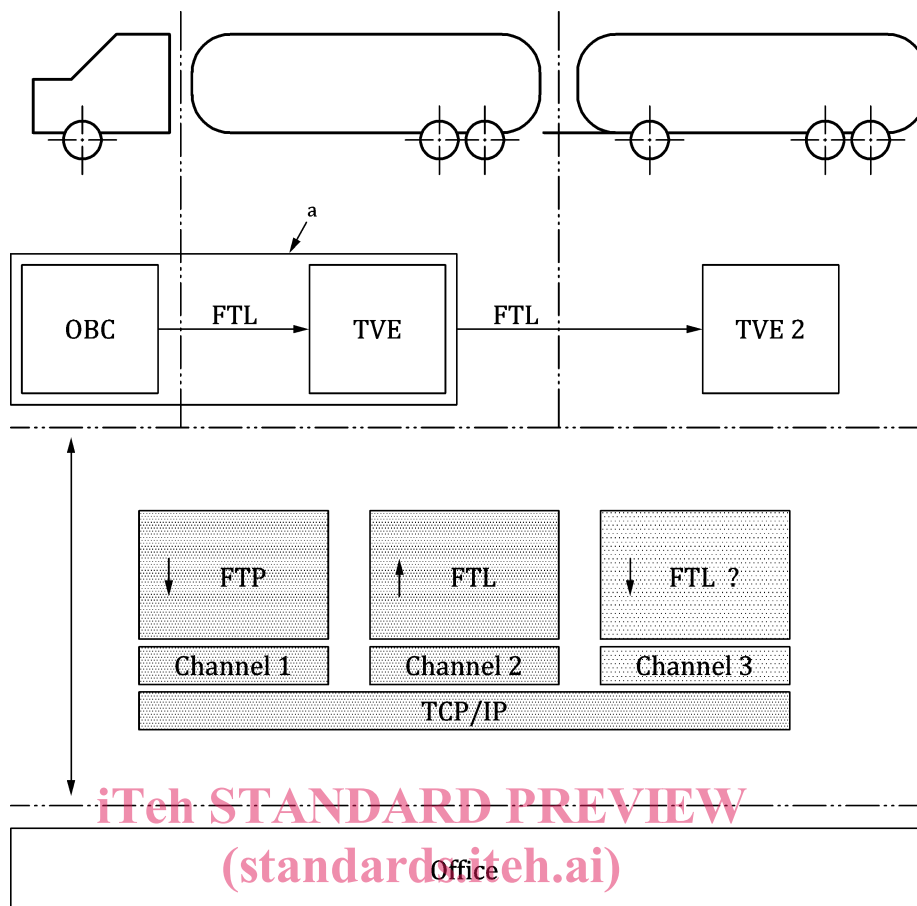 a
OBC
FTL
TVE
FTL
TVE 2
FTP
FTL
FTL ?
Channel 1
Channel 2
Channel 3
TCP/IP
iTeh STANDARD PREVIEW
(standards.iteh.ai)
Office